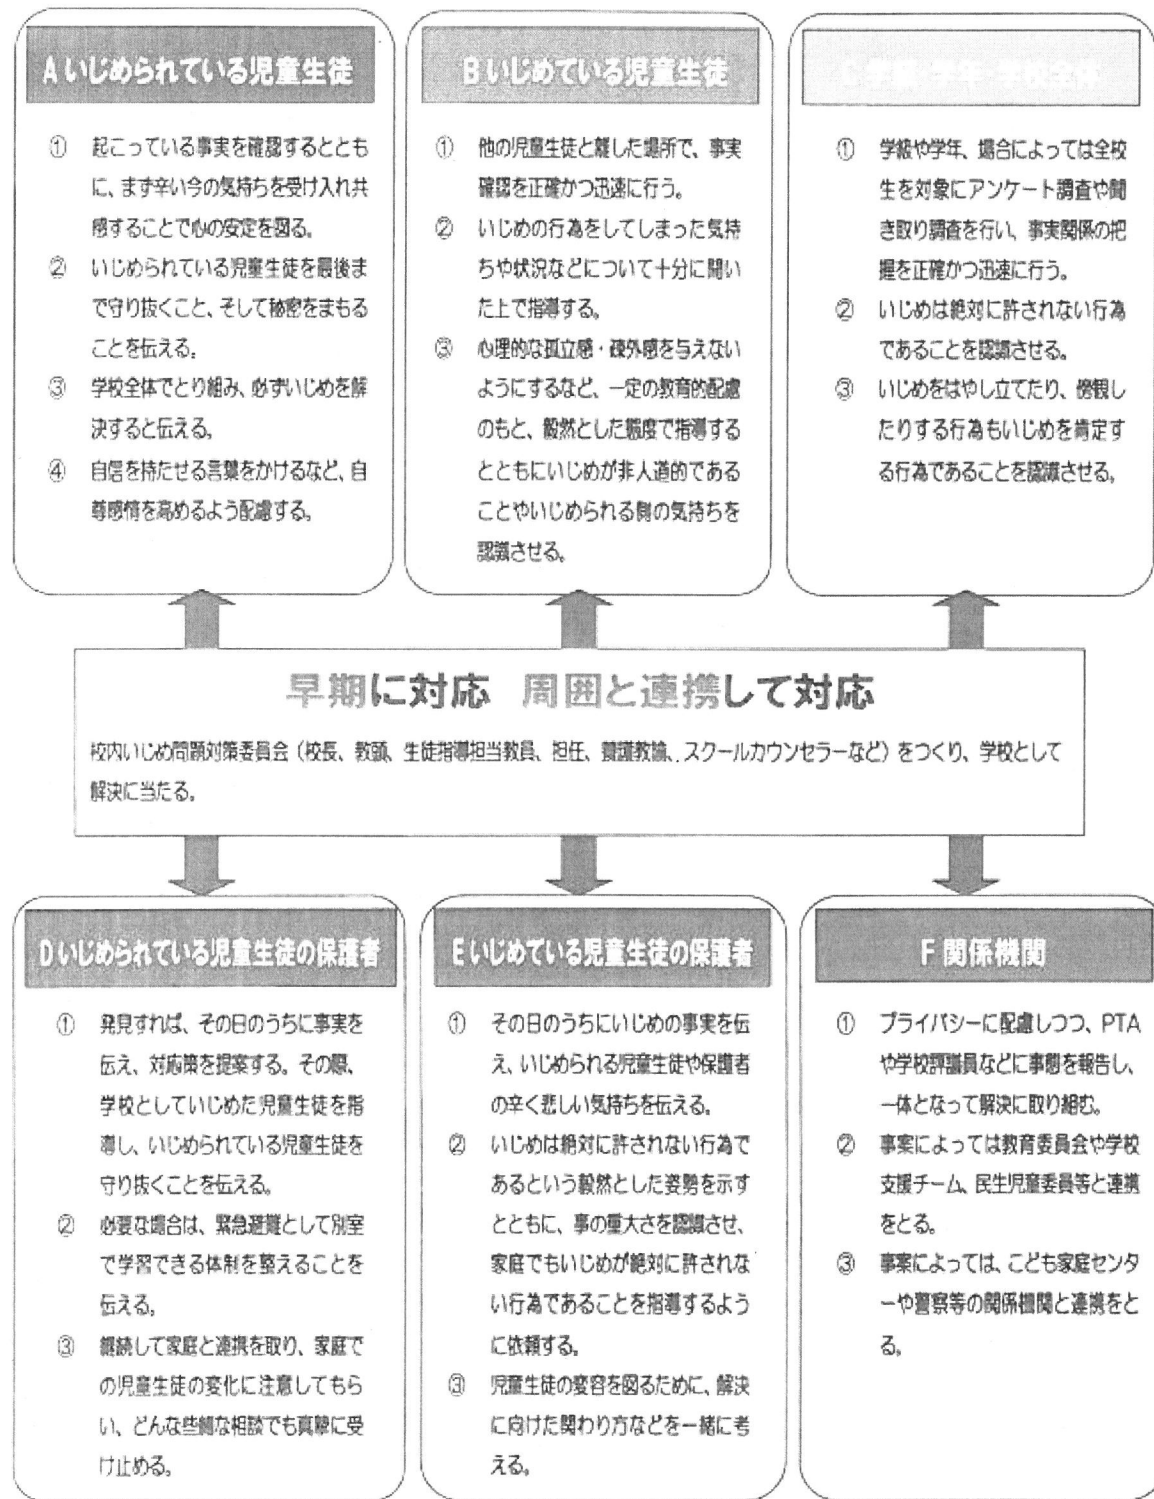 A いじめられている児童生徒
① 起こっている事実を確認するととも
に、まず辛い今の気持ちを受け入れ共
感することで心の安定を図る。
② いじめられている児童生徒を最後ま
で守り抜くこと、そして秘密をまもる
ことを伝える。
③ 学校全体でとり組み、必ずいじめを解
決すると伝える。
④ 自信を持たせる言葉をかけるなど、自
尊感情を高めるよう配慮する。
B いじめている児童生徒
① 他の児童生徒と離した場所で、事実
確認を正確かつ迅速に行う。
② いじめの行為をしてしまった気持
ちや状況などについて十分に聞い
た上で指導する。
③ 心理的な孤立感・疎外感を与えない
ようにするなど、一定の教育的配慮
のもと、毅然とした態度で指導する
とともにいじめが非人道的である
ことやいじめられる側の気持ちを
認識させる。
C 学級・学年・学校全体
① 学級や学年、場合によっては全校
生を対象にアンケート調査や聞
き取り調査を行い、事実関係の把
握を正確かつ迅速に行う。
② いじめは絶対に許されない行為
であることを認識させる。
③ いじめをはやし立てたり、傍観し
たりする行為もいじめを肯定す
る行為であることを認識させる。
早期に対応 周囲と連携して対応
校内いじめ問題対策委員会（校長、教頭、生徒指導担当教員、担任、養護教諭、スクールカウンセラーなど）をつくり、学校として
解決に当たる。
D いじめられている児童生徒の保護者
① 発見すれば、その日のうちに事実を
伝え、対応策を提案する。その際、
学校としていじめた児童生徒を指
導し、いじめられている児童生徒を
守り抜くことを伝える。
② 必要な場合は、緊急避難として別室
で学習できる体制を整えることを
伝える。
③ 継続して家庭と連携を取り、家庭で
の児童生徒の変化に注意してもら
い、どんな些細な相談でも真摯に受
け止める。
E いじめている児童生徒の保護者
① その日のうちにいじめの事実を伝
え、いじめられる児童生徒や保護者
の辛く悲しい気持ちを伝える。
② いじめは絶対に許されない行為で
あるという毅然とした姿勢を示す
とともに、事の重大さを認識させ、
家庭でもいじめが絶対に許されな
い行為であることを指導するよう
に依頼する。
③ 児童生徒の変容を図るために、解決
に向けた関わり方などを一緒に考
える。
F 関係機関
① プライバシーに配慮しつつ、PTA
や学校評議員などに事態を報告し、
一体となって解決に取り組む。
② 事案によっては教育委員会や学校
支援チーム、民生児童委員等と連携
をとる。
③ 事案によっては、こども家庭センタ
ーや警察等の関係機関と連携をと
る。